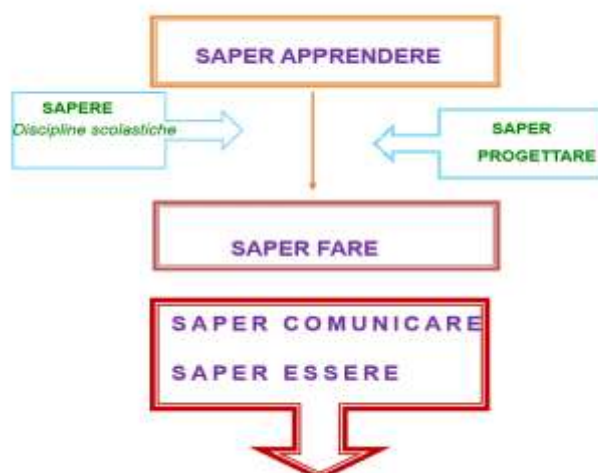 SAPER APPRENDERE
SAPERE
Discipline scolastiche
SAPER
PROGETTARE
SAPER FARE
SAPER COMUNICARE
SAPER ESSERE